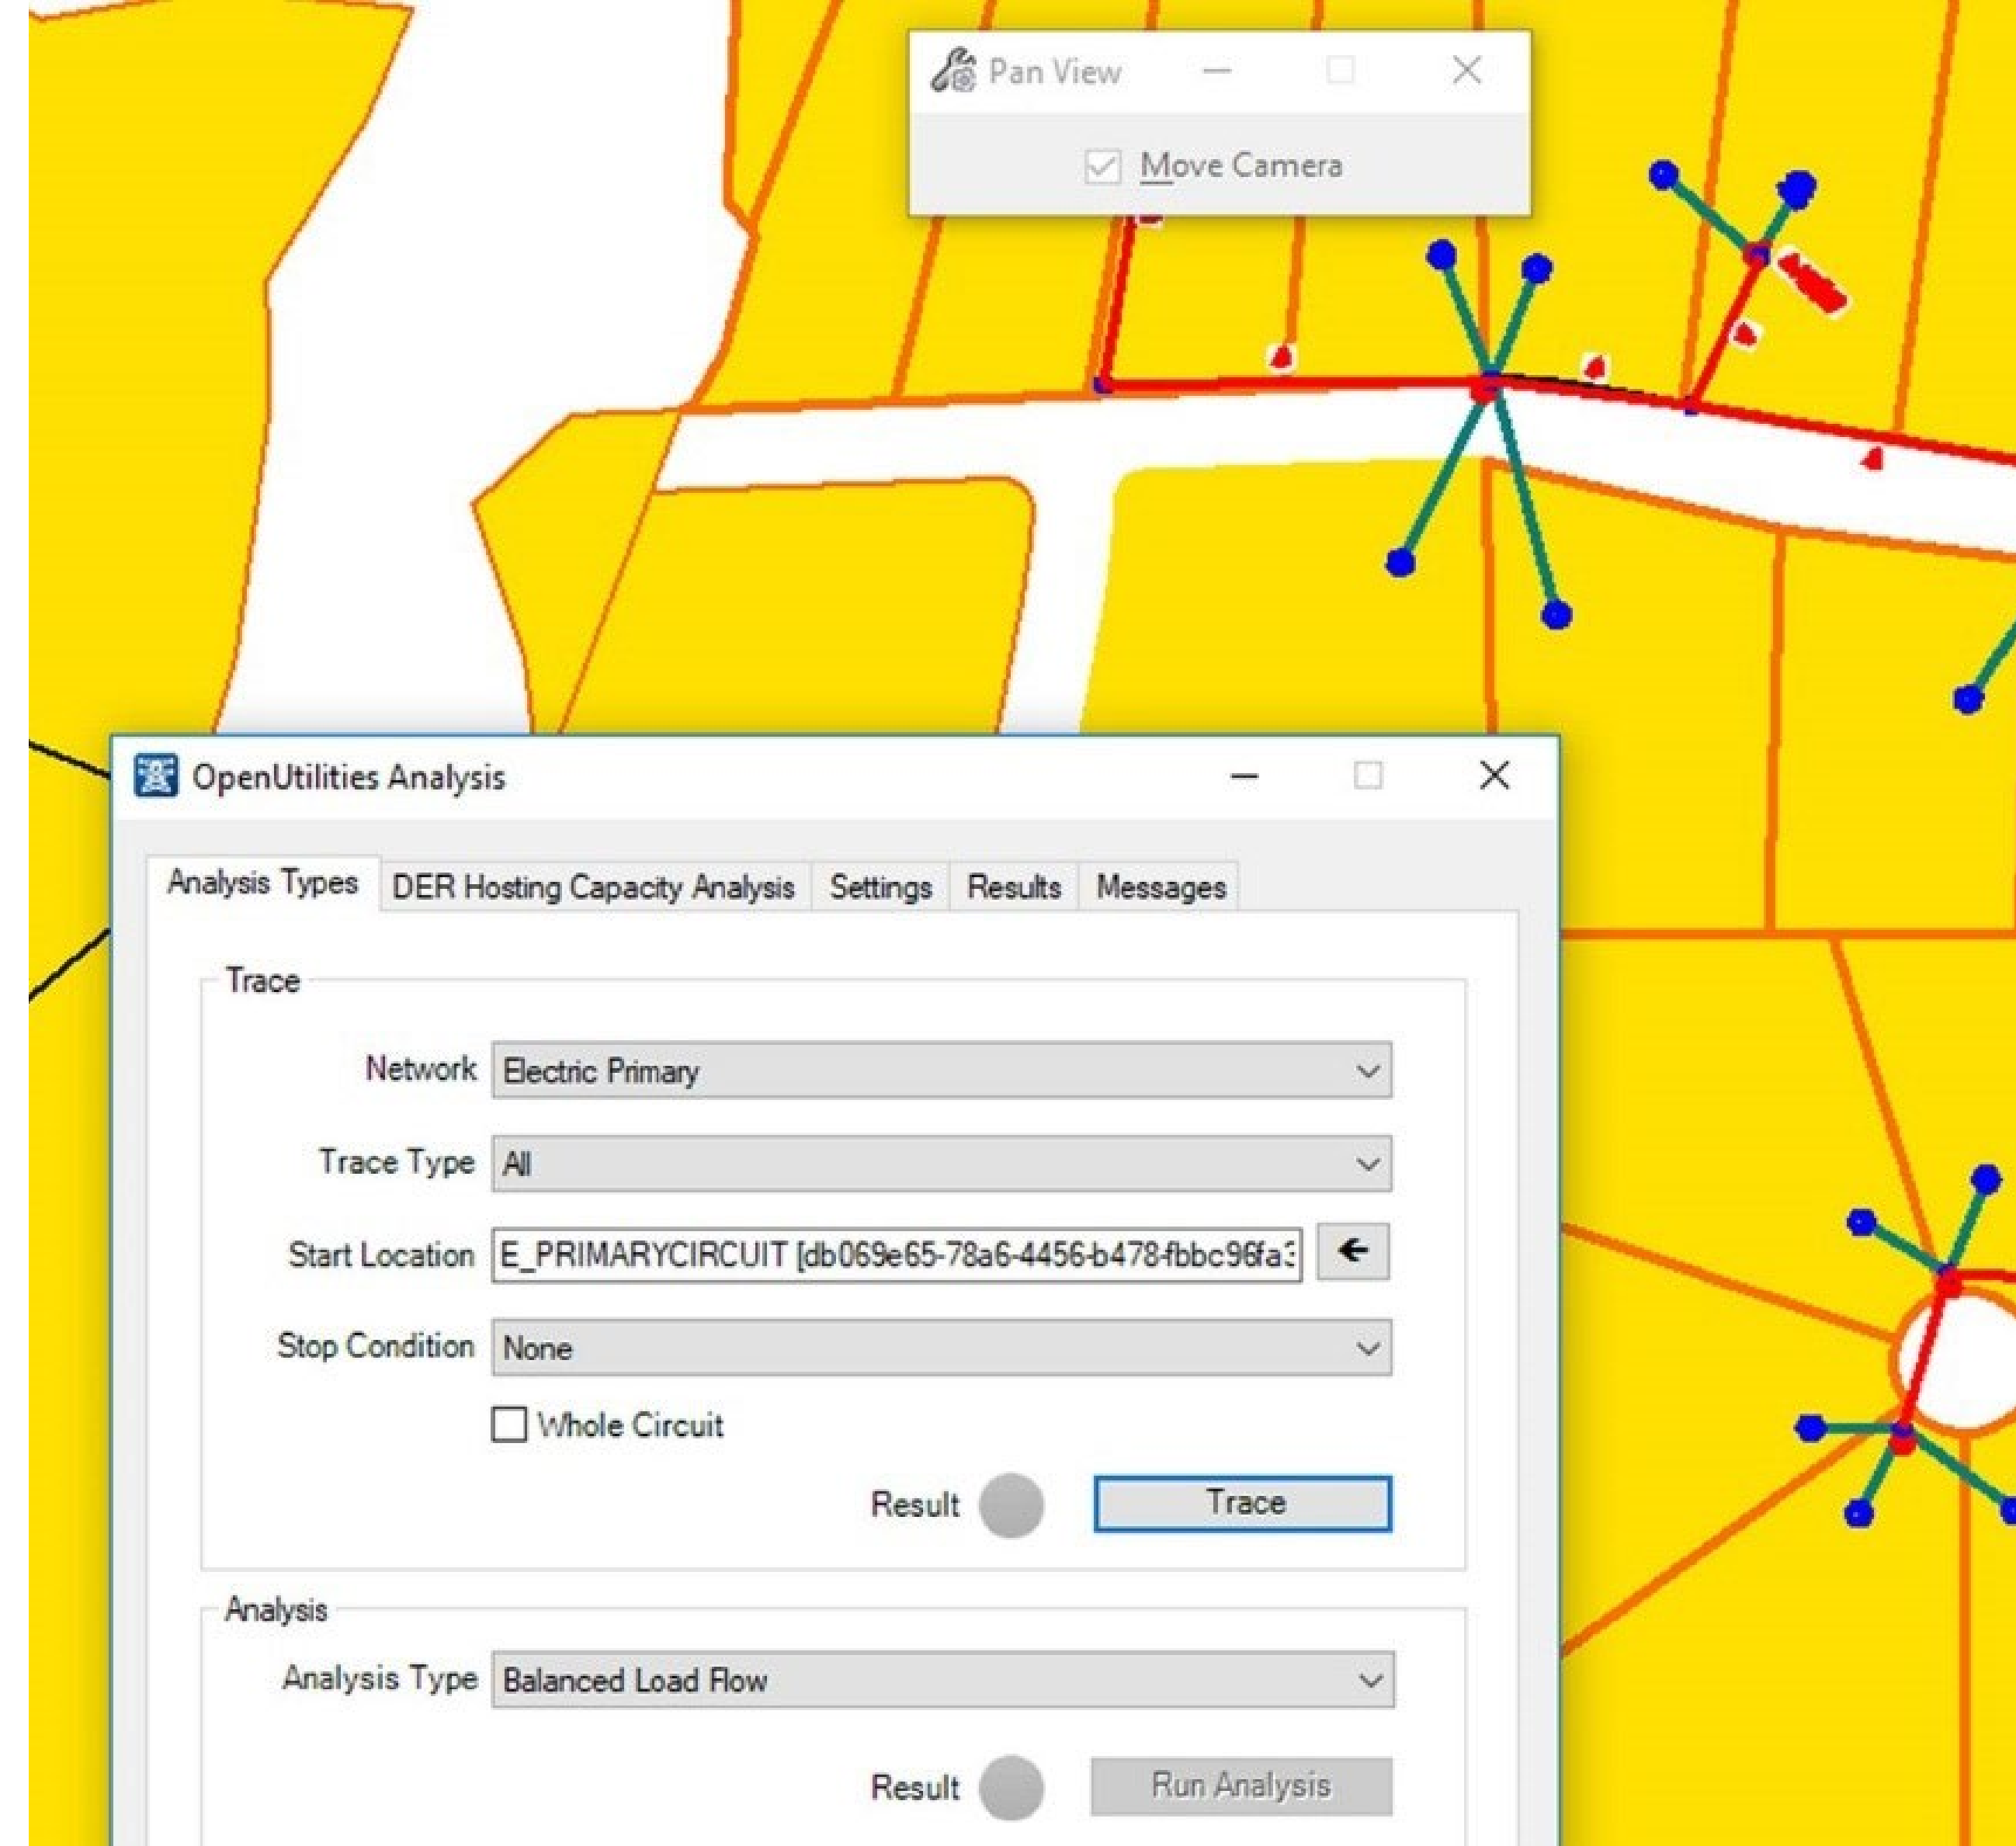 Pan View
Move Camera
OpenUtilities Analysis
Analysis Types DER Hosting Capacity Analysis Settings Results Messages
Trace
Network Electric Primary
Trace Type All
Start Location E_PRIMARYCIRCUIT [db069e65-78a6-4456-b478-fbbc96fa3
Stop Condition None
Whole Circuit
Result Trace
Analysis
Analysis Type Balanced Load Flow
Result Run Analysis